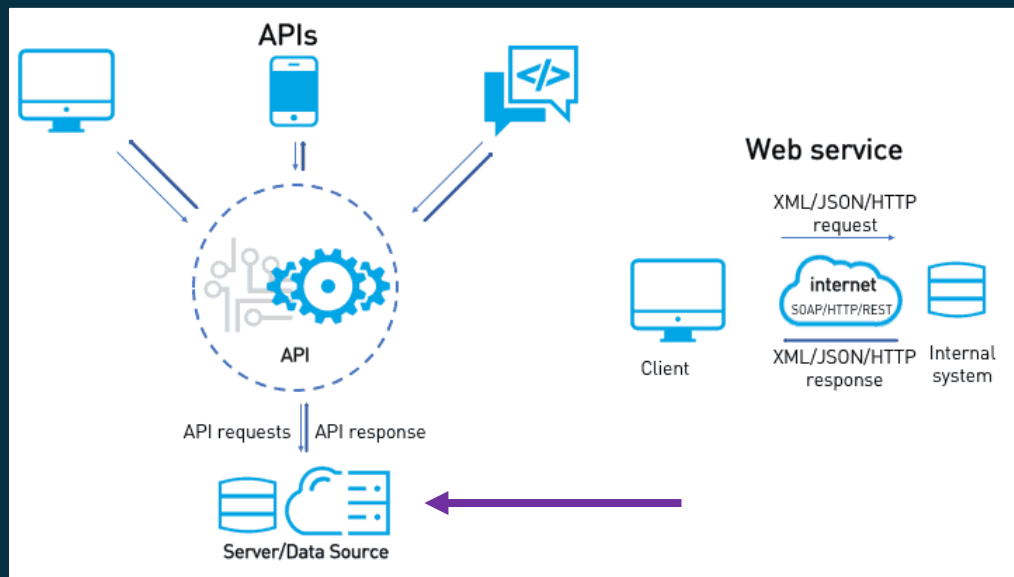 APIs
</>
API
API requests
API response
Server/Data Source
Web service
XML/JSON/HTTP
request
internet
SOAP/HTTP/REST
XML/JSON/HTTP
response
Client
Internal
system